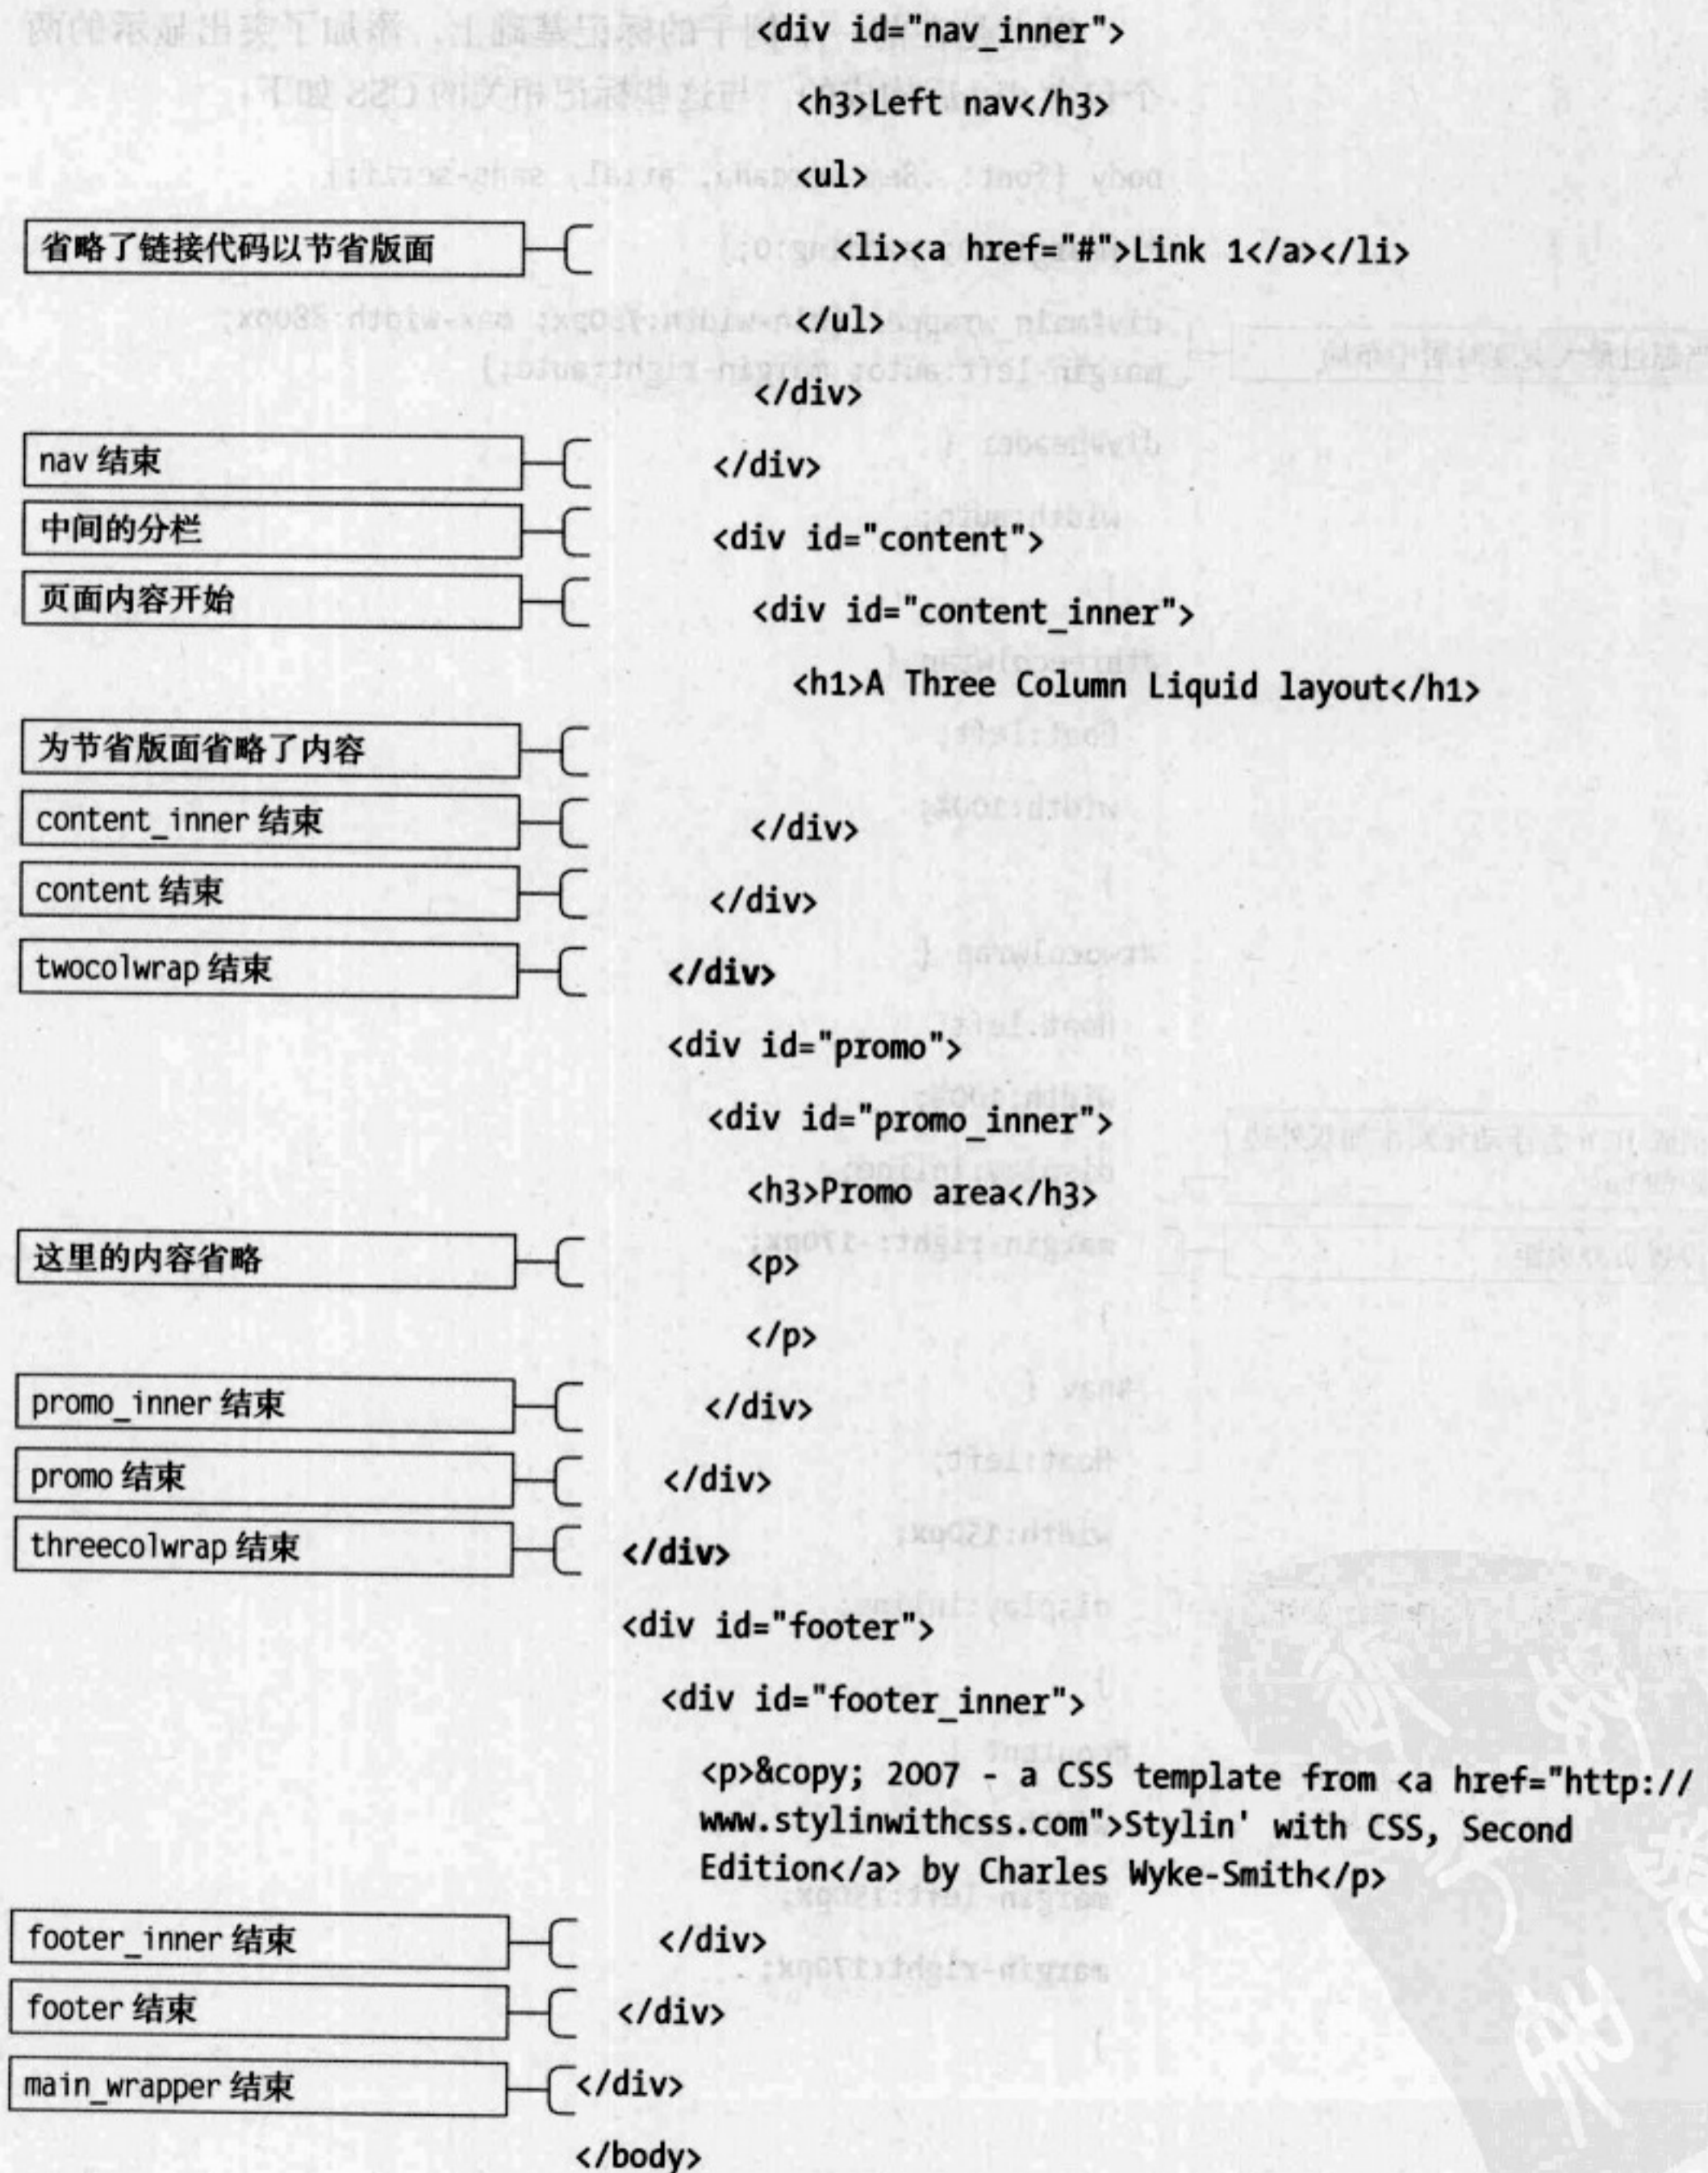 <div id="nav_inner">
<h3>Left nav</h3>
<ul>
省略了链接代码以节省版面
<li><a href="#">Link 1</a></li>
</ul>
</div>
nav 结束
</div>
中间的分栏
<div id="content">
页面内容开始
<div id="content_inner">
<h1>A Three Column Liquid layout</h1>
为节省版面省略了内容
content_inner 结束
</div>
content 结束
</div>
twocolwrap 结束
</div>
<div id="promo">
<div id="promo_inner">
<h3>Promo area</h3>
这里的内容省略
<p>
</p>
promo_inner 结束
</div>
promo 结束
</div>
threecolwrap 结束
</div>
<div id="footer">
<div id="footer_inner">
<p>&copy; 2007 - a CSS template from <a href="http://
www.stylinwithcss.com">Stylin' with CSS, Second
Edition</a> by Charles Wyke-Smith</p>
footer_inner 结束
</div>
footer 结束
</div>
main_wrapper 结束
</div>
</body>